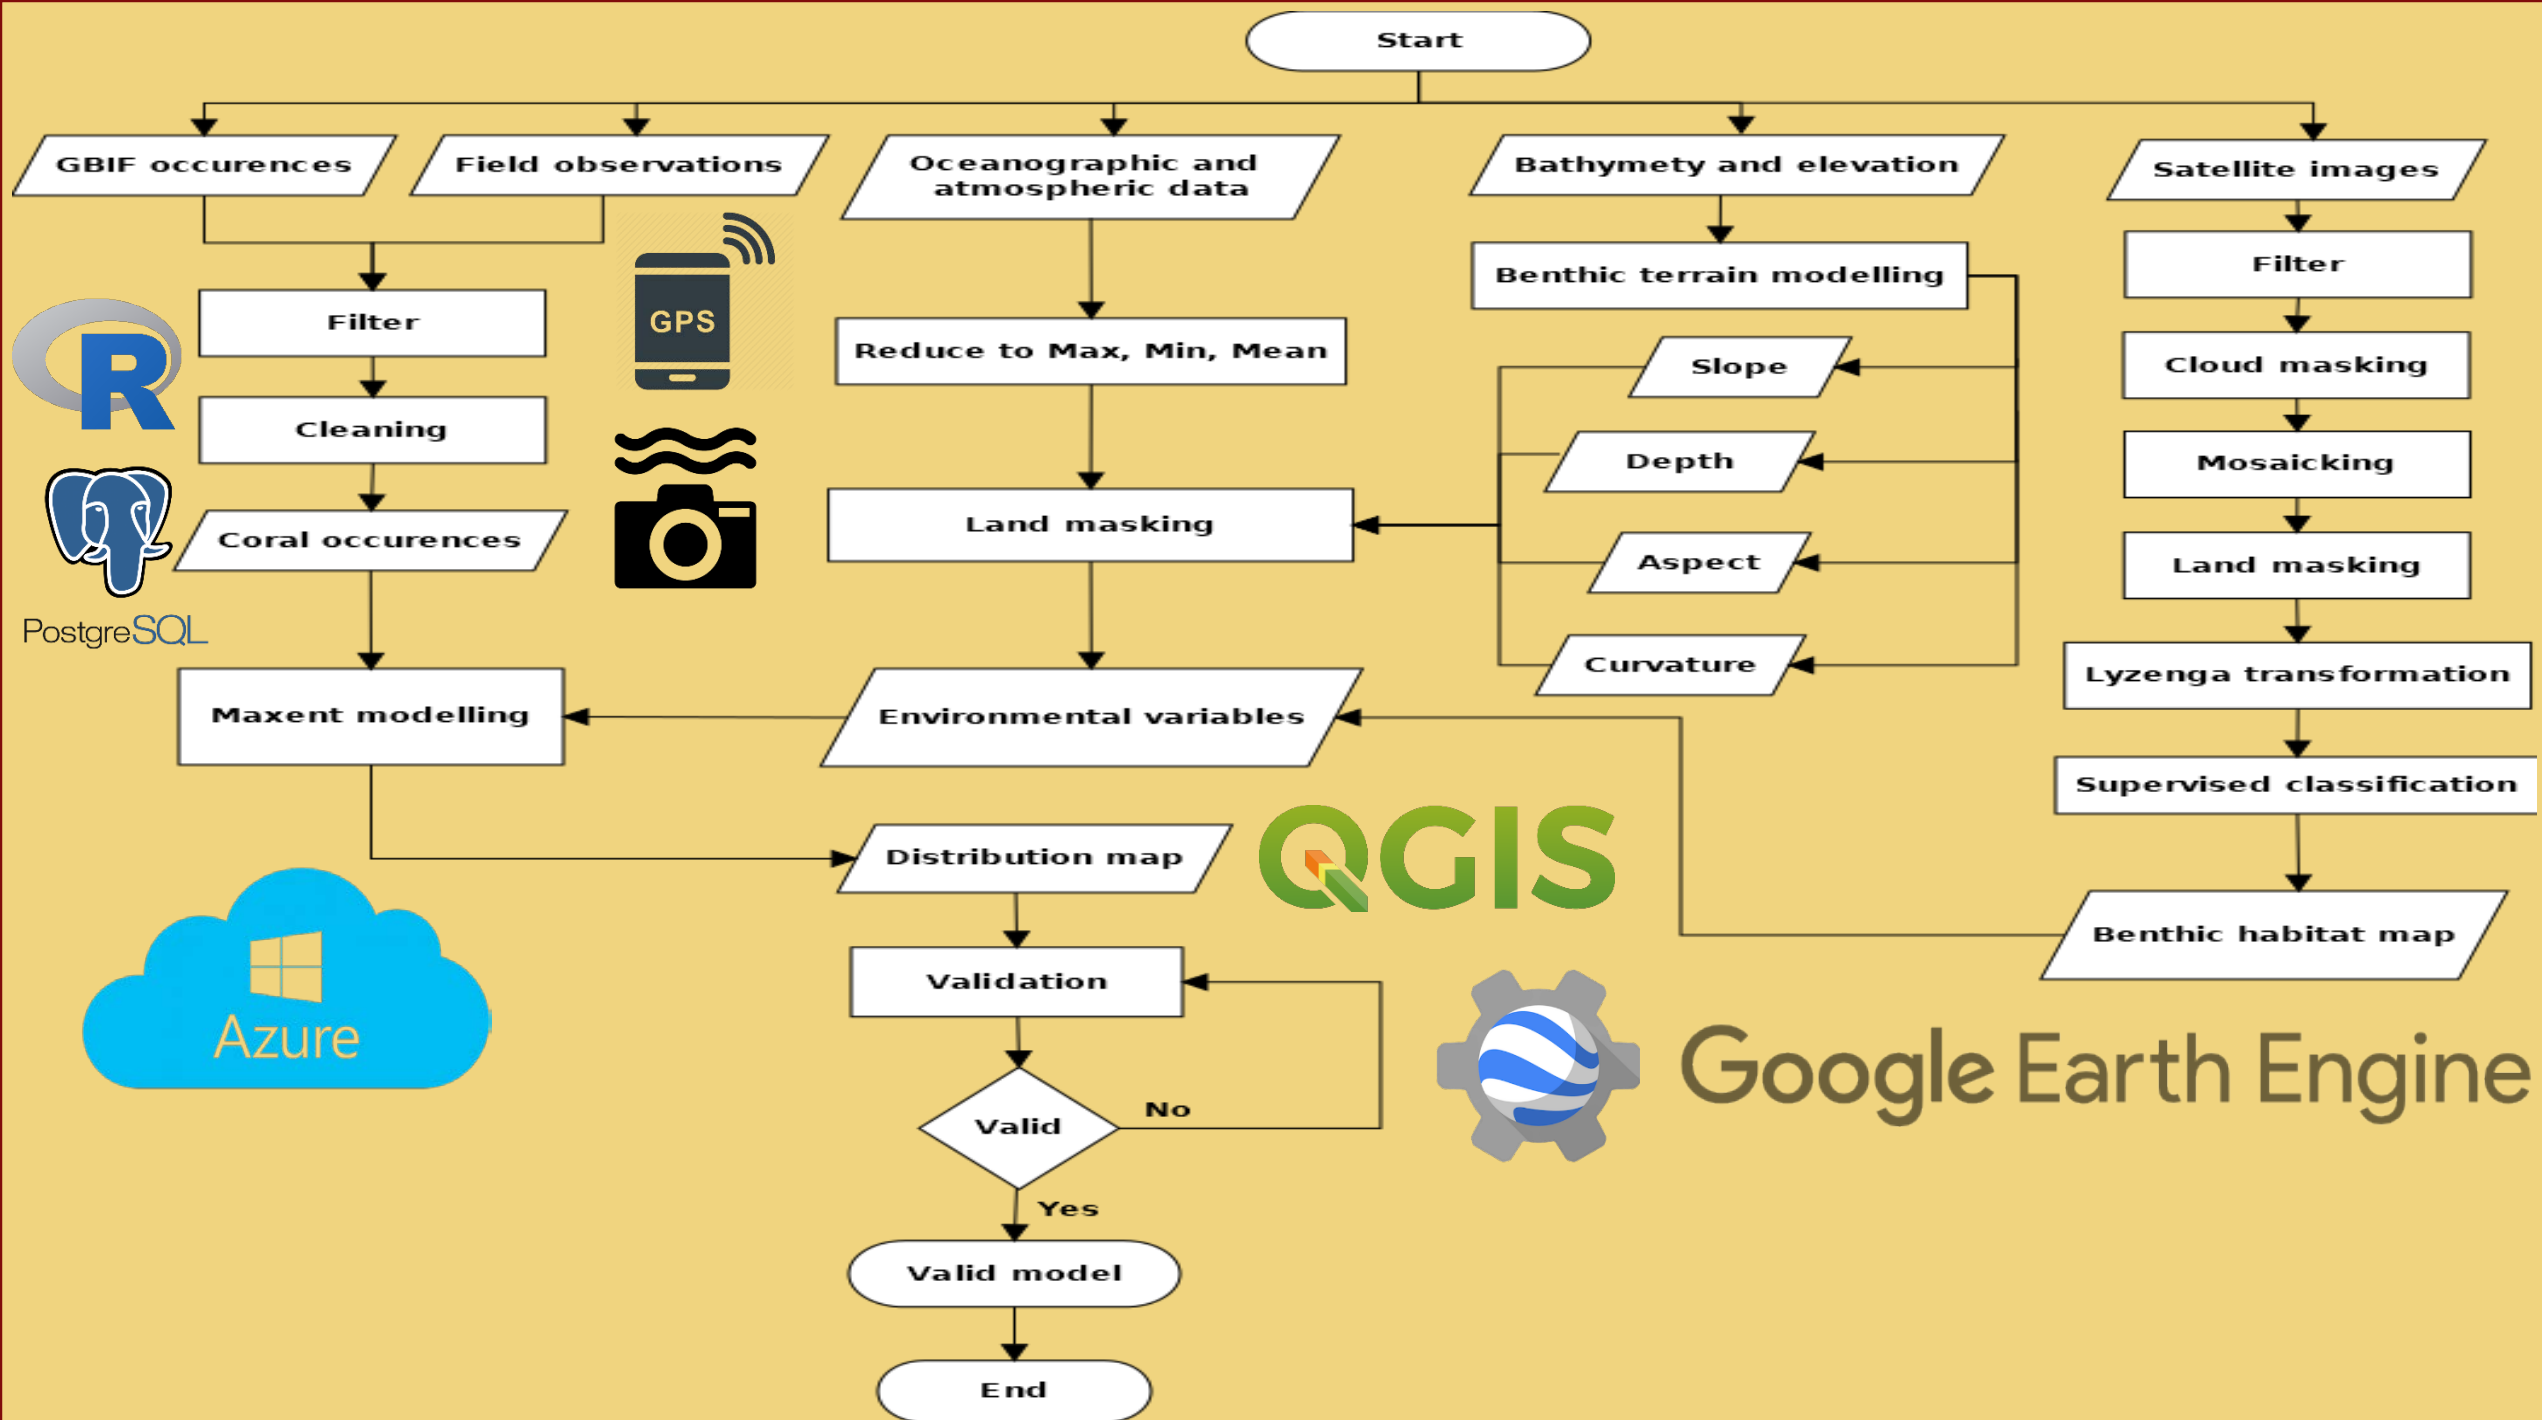 Start
GBIF occurences
Field observations
Oceanographic and
atmospheric data
Bathymety and elevation
Satellite images
Filter
Cleaning
Coral occurences
Maxent modelling
GPS
PostgreSQL
Azure
Reduce to Max, Min, Mean
Land masking
Environmental variables
Distribution map
Validation
Valid
No
Yes
Valid model
End
Benthic terrain modelling
Slope
Depth
Aspect
Curvature
QGIS
Google Earth Engine
Filter
Cloud masking
Mosaicking
Land masking
Lyzenga transformation
Supervised classification
Benthic habitat map
R